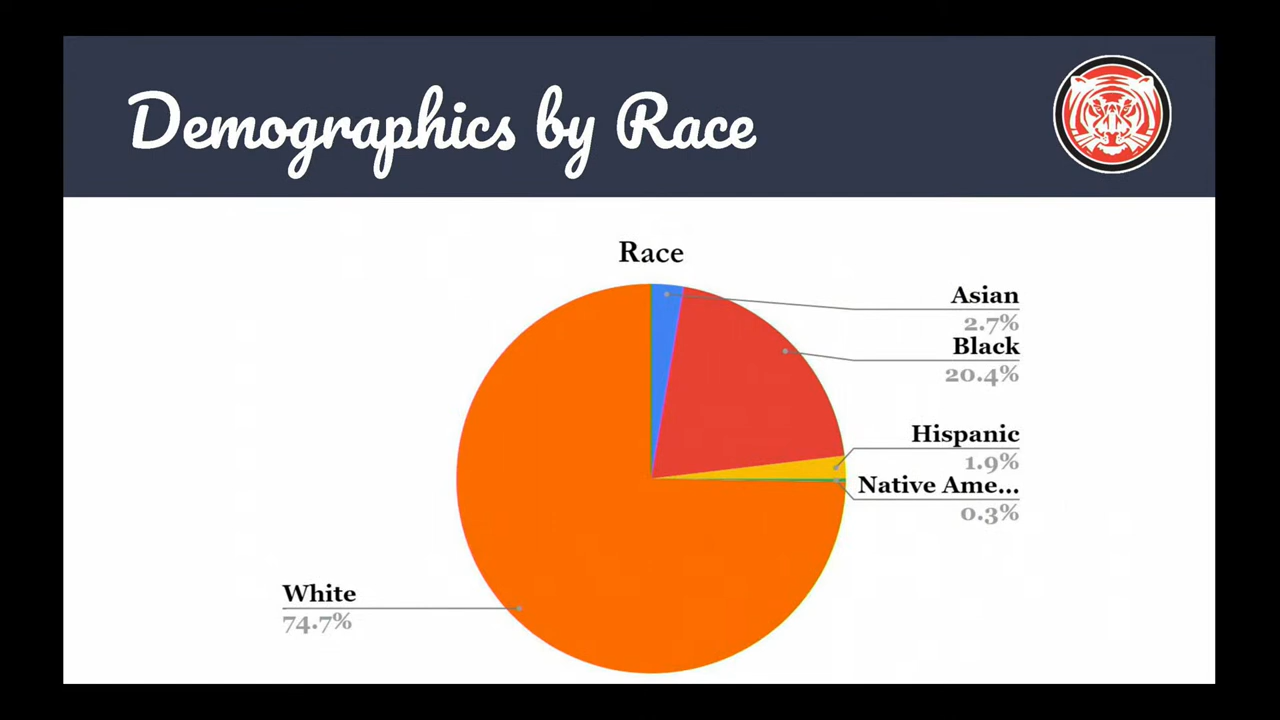 Demographics by Race
Race
Asian
2.7%
Black
20.4%
Hispanic
1.9%
Native Ame...
0.3%
White
74.7%